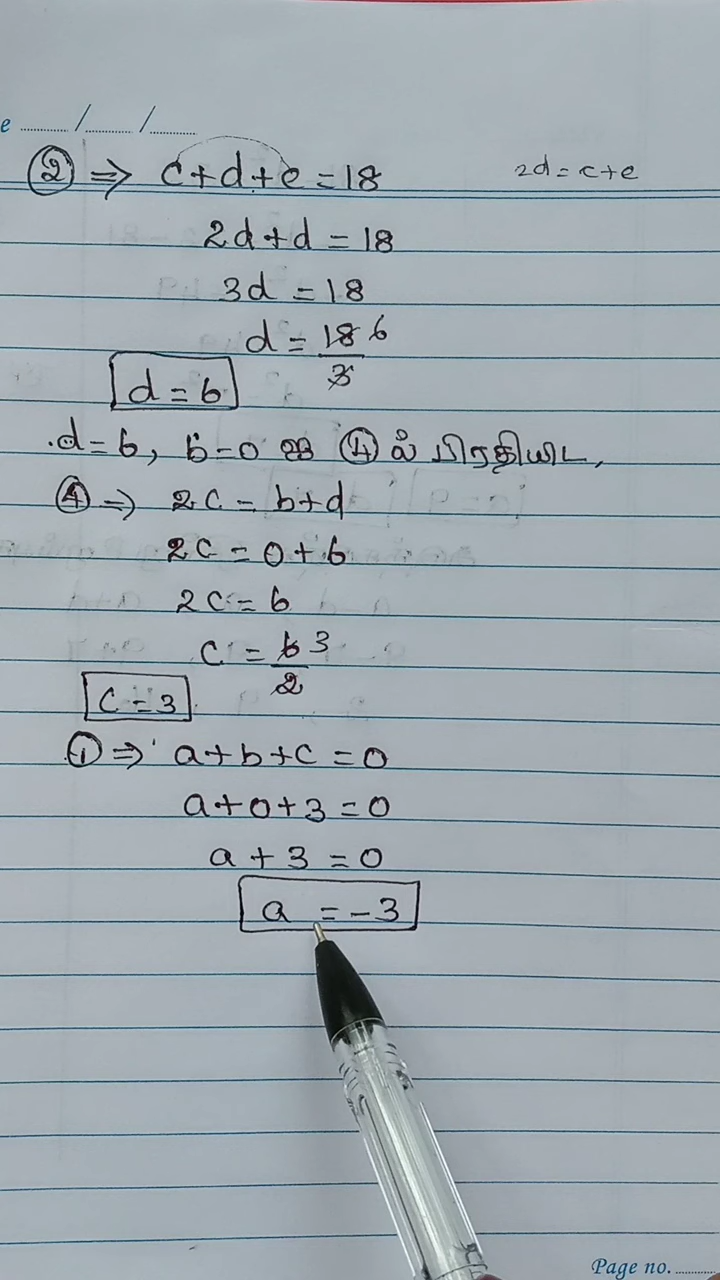 e ....../....../......
② ⇒ c+d+e=18
2d=c+e
2d+d=18
3d=18
d=18 6
3
d=6
d=6, b=0 ஐ ④ ல் பிரதியிட,
④ ⇒ 2c=b+d
2c=0+6
2c=6
c=6 3
2
c=3
① ⇒ a+b+c=0
a+0+3=0
a+3=0
a=-3
Page no. ..........